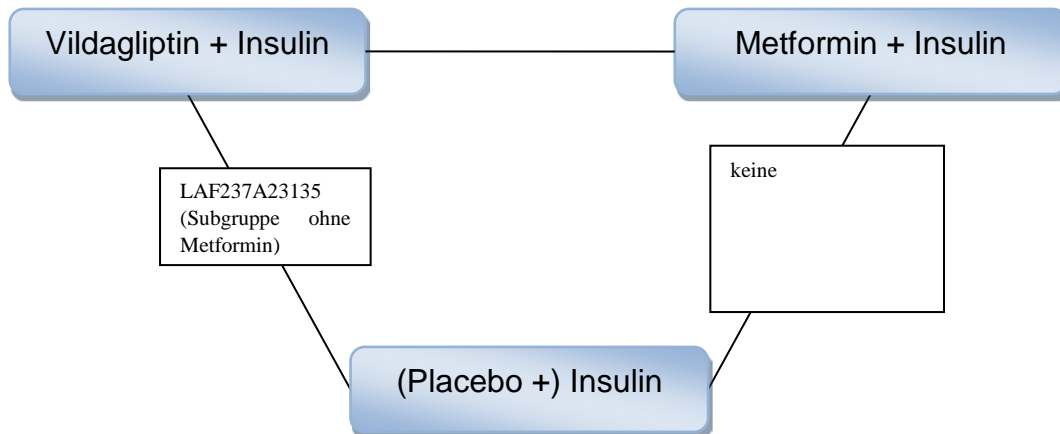 Vildagliptin + Insulin
Metformin + Insulin
LAF237A23135
(Subgruppe ohne
Metformin)
keine
(Placebo +) Insulin